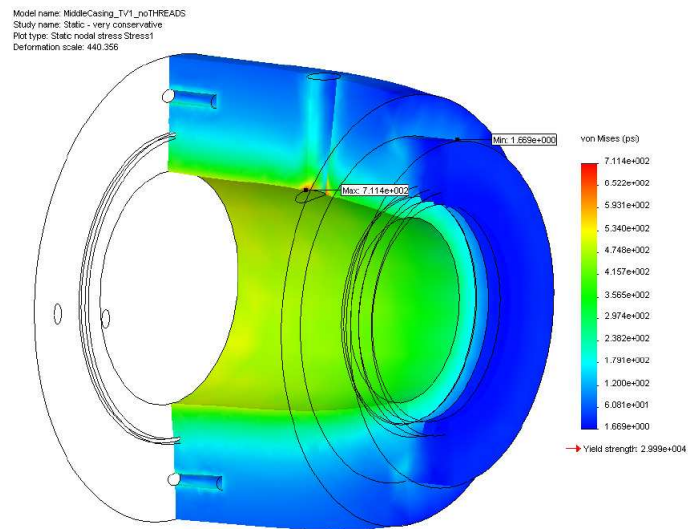 Model name: MiddleCasing_TV1_noTHREADS
Study name: Static - very conservative
Plot type: Static nodal stress Stress1
Deformation scale: 440.356
von Mises (psi)
Min: 1.669e+000
Max: 7.114e+002
7.114e+002
6.522e+002
5.931e+002
5.340e+002
4.748e+002
4.157e+002
3.565e+002
2.974e+002
2.382e+002
1.791e+002
1.200e+002
6.081e+001
1.669e+000
Yield strength: 2.999e+004